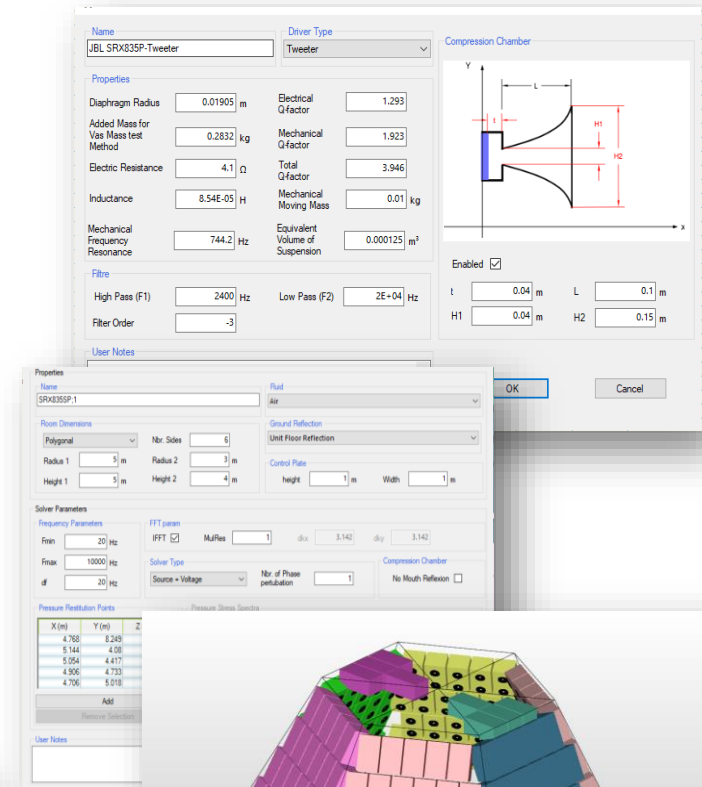 Name
JBL SRX835P-Tweeter
Driver Type
Tweeter
Properties
Diaphragm Radius 0.01905 m
Electrical Q-factor 1.293
Added Mass for Vas Mass test Method 0.2832 kg
Mechanical Q-factor 1.923
Electric Resistance 4.1 Ω
Total Q-factor 3.946
Inductance 8.54E-05 H
Mechanical Moving Mass 0.01 kg
Mechanical Frequency Resonance 744.2 Hz
Equivalent Volume of Suspension 0.000125 m³
Filtre
High Pass (F1) 2400 Hz Low Pass (F2) 2E+04 Hz
Filter Order -3
User Notes
Compression Chamber
Y
L
t
H1
H2
x
Enabled
t 0.04 m L 0.1 m
H1 0.04 m H2 0.15 m
OK Cancel
Properties
Name
SRX835SP;1
Fluid
Air
Room Dimensions
Polygonal Nbr. Sides 6
Radius 1 5 m Radius 2 3 m
Height 1 5 m Height 2 4 m
Ground Reflection
Unit Floor Reflection
Control Plate
height 1 m Width 1 m
Solver Parameters
Frequency Parameters
Fmin 20 Hz
Fmax 10000 Hz
df 20 Hz
FFT param
IFFT MulRes 1 dkx 3.142 dky 3.142
Solver Type
Source + Voltage Nbr. of Phase pertubation 1
Compression Chamber
No Mouth Reflexion
Pressure Restitution Points
Pressure Stress Spectra
X (m) Y (m) Z
4.768 8.249
5.144 4.08
5.054 4.417
4.906 4.733
4.706 5.018
Add
Remove Selection
User Notes